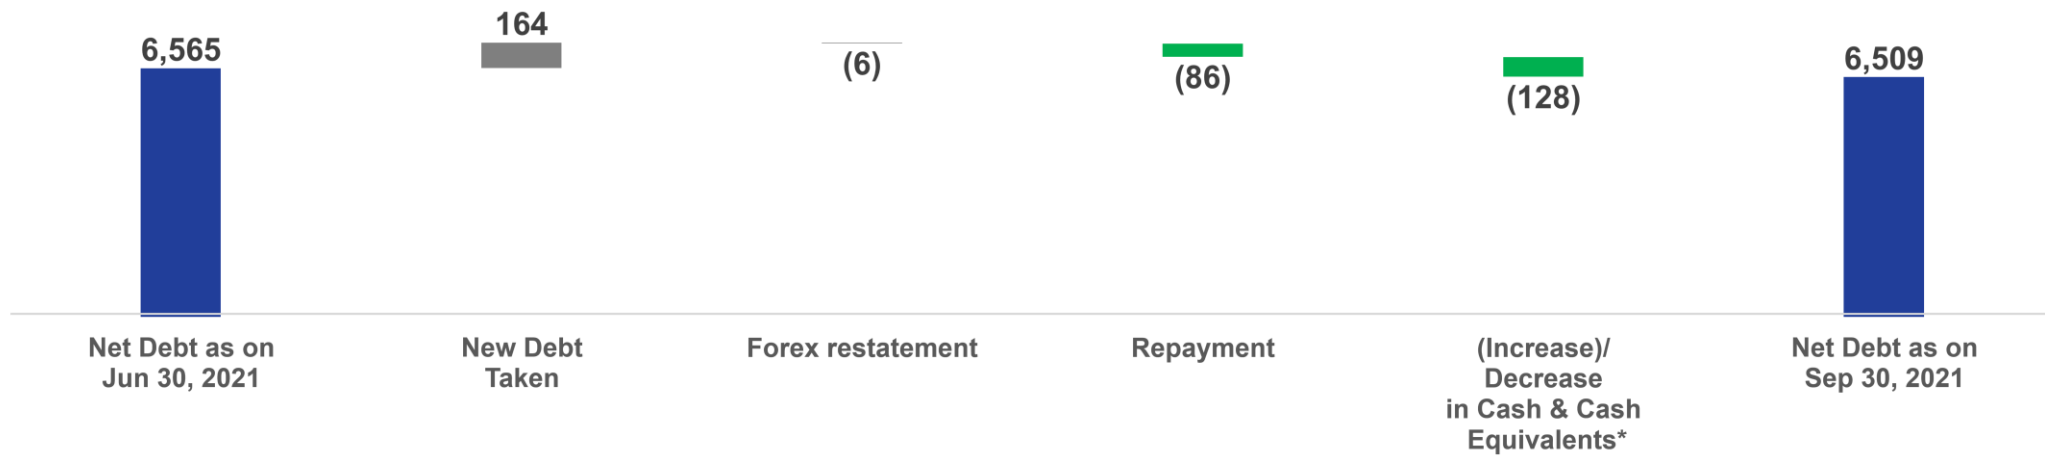 6,565
164
(6)
(86)
(128)
6,509
Net Debt as on
Jun 30, 2021
New Debt
Taken
Forex restatement
Repayment
(Increase)/
Decrease
in Cash & Cash
Equivalents*
Net Debt as on
Sep 30, 2021